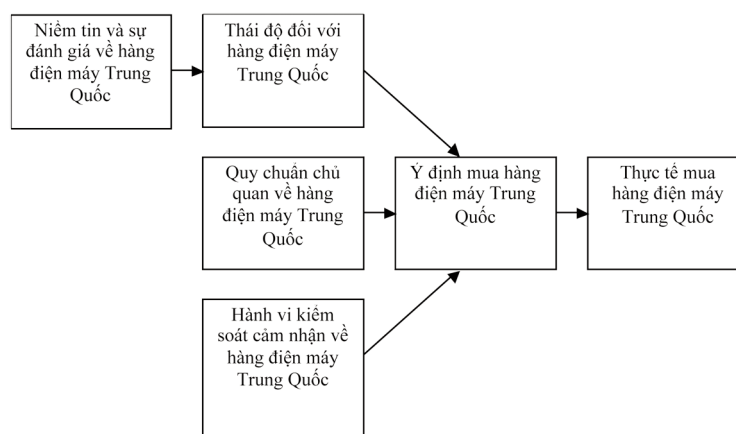 Niềm tin và sự
đánh giá về hàng
điện máy Trung
Quốc
Thái độ đối với
hàng điện máy
Trung Quốc
Quy chuẩn chủ
quan về hàng
điện máy Trung
Quốc
Ý định mua hàng
điện máy Trung
Quốc
Thực tế mua
hàng điện máy
Trung Quốc
Hành vi kiểm
soát cảm nhận về
hàng điện máy
Trung Quốc